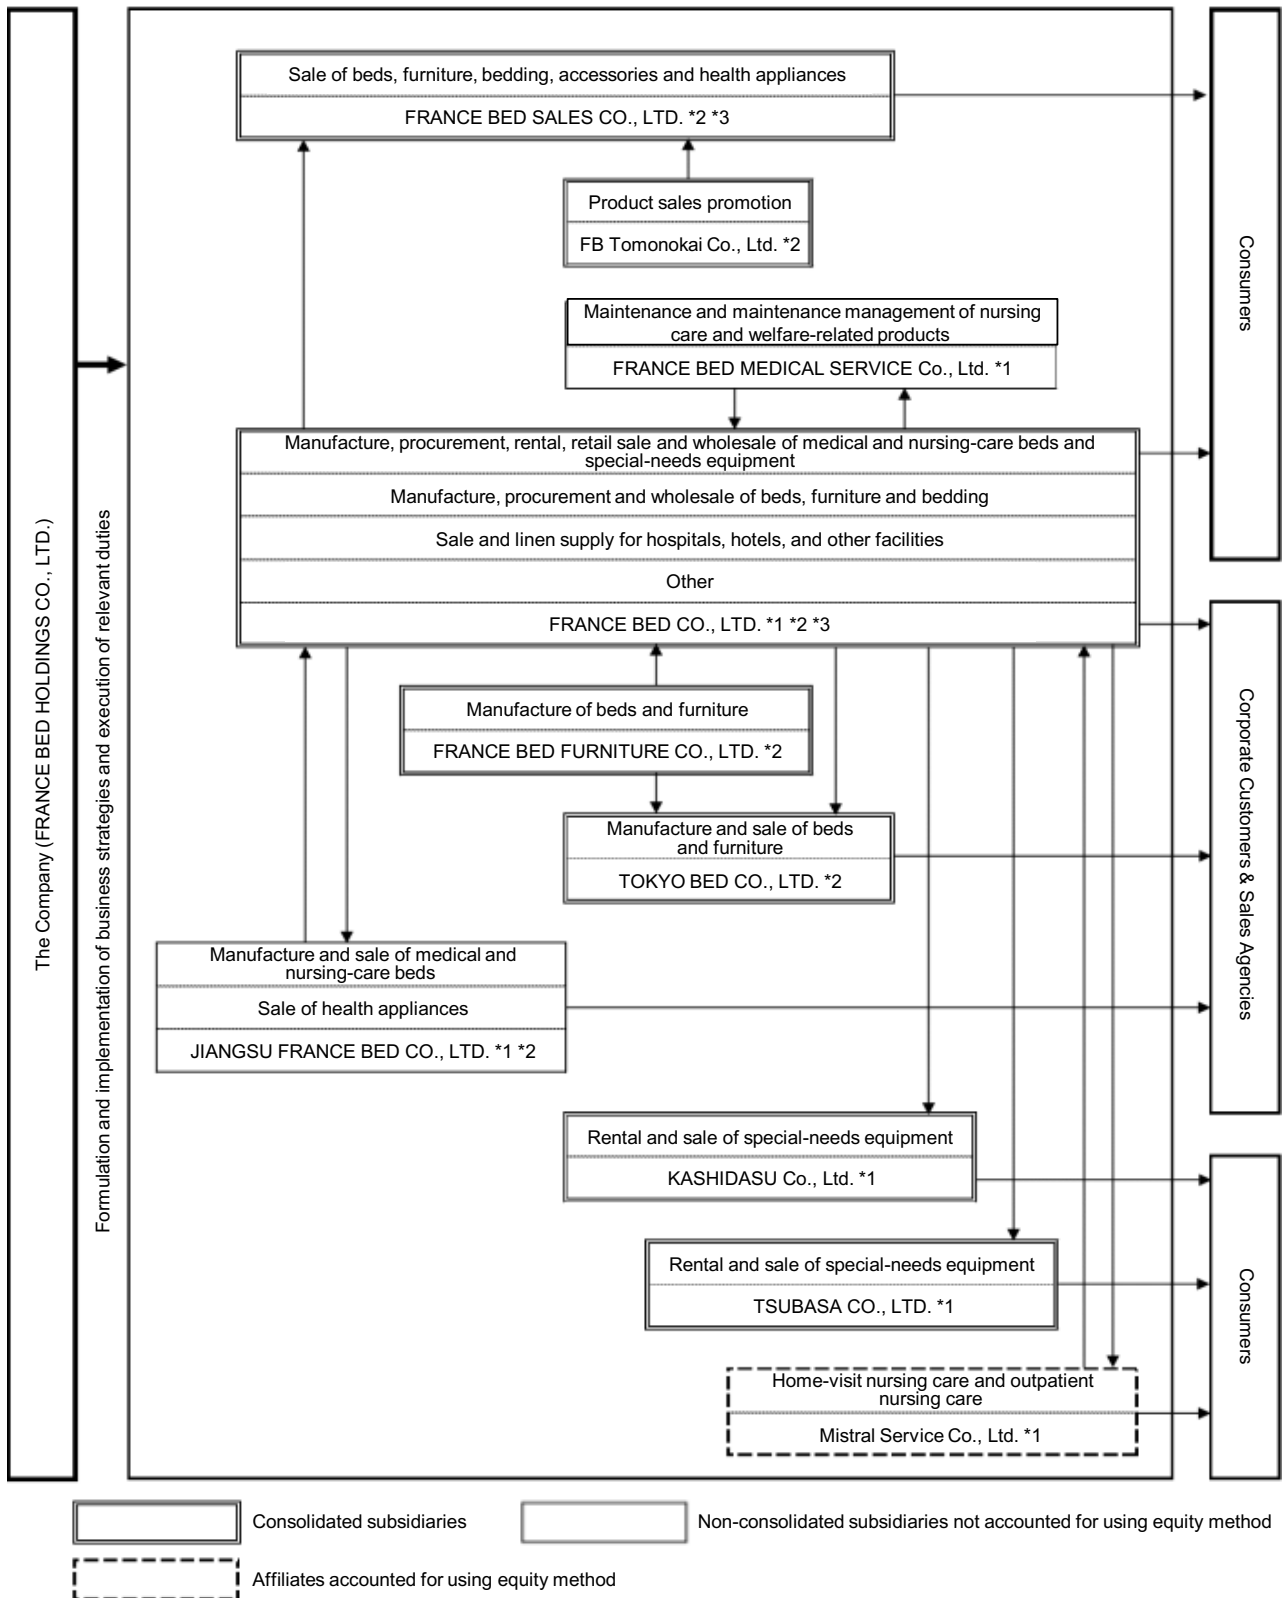 The Company (FRANCE BED HOLDINGS CO., LTD.)
Formulation and implementation of business strategies and execution of relevant duties
Sale of beds, furniture, bedding, accessories and health appliances
FRANCE BED SALES CO., LTD. *2 *3
Product sales promotion
FB Tomonokai Co., Ltd. *2
Maintenance and maintenance management of nursing
care and welfare-related products
FRANCE BED MEDICAL SERVICE Co., Ltd. *1
Manufacture, procurement, rental, retail sale and wholesale of medical and nursing-care beds and
special-needs equipment
Manufacture, procurement and wholesale of beds, furniture and bedding
Sale and linen supply for hospitals, hotels, and other facilities
Other
FRANCE BED CO., LTD. *1 *2 *3
Manufacture of beds and furniture
FRANCE BED FURNITURE CO., LTD. *2
Manufacture and sale of beds
and furniture
TOKYO BED CO., LTD. *2
Manufacture and sale of medical and
nursing-care beds
Sale of health appliances
JIANGSU FRANCE BED CO., LTD. *1 *2
Rental and sale of special-needs equipment
KASHIDASU Co., Ltd. *1
Rental and sale of special-needs equipment
TSUBASA CO., LTD. *1
Home-visit nursing care and outpatient
nursing care
Mistral Service Co., Ltd. *1
Consumers
Corporate Customers & Sales Agencies
Consumers
Consolidated subsidiaries
Non-consolidated subsidiaries not accounted for using equity method
Affiliates accounted for using equity method